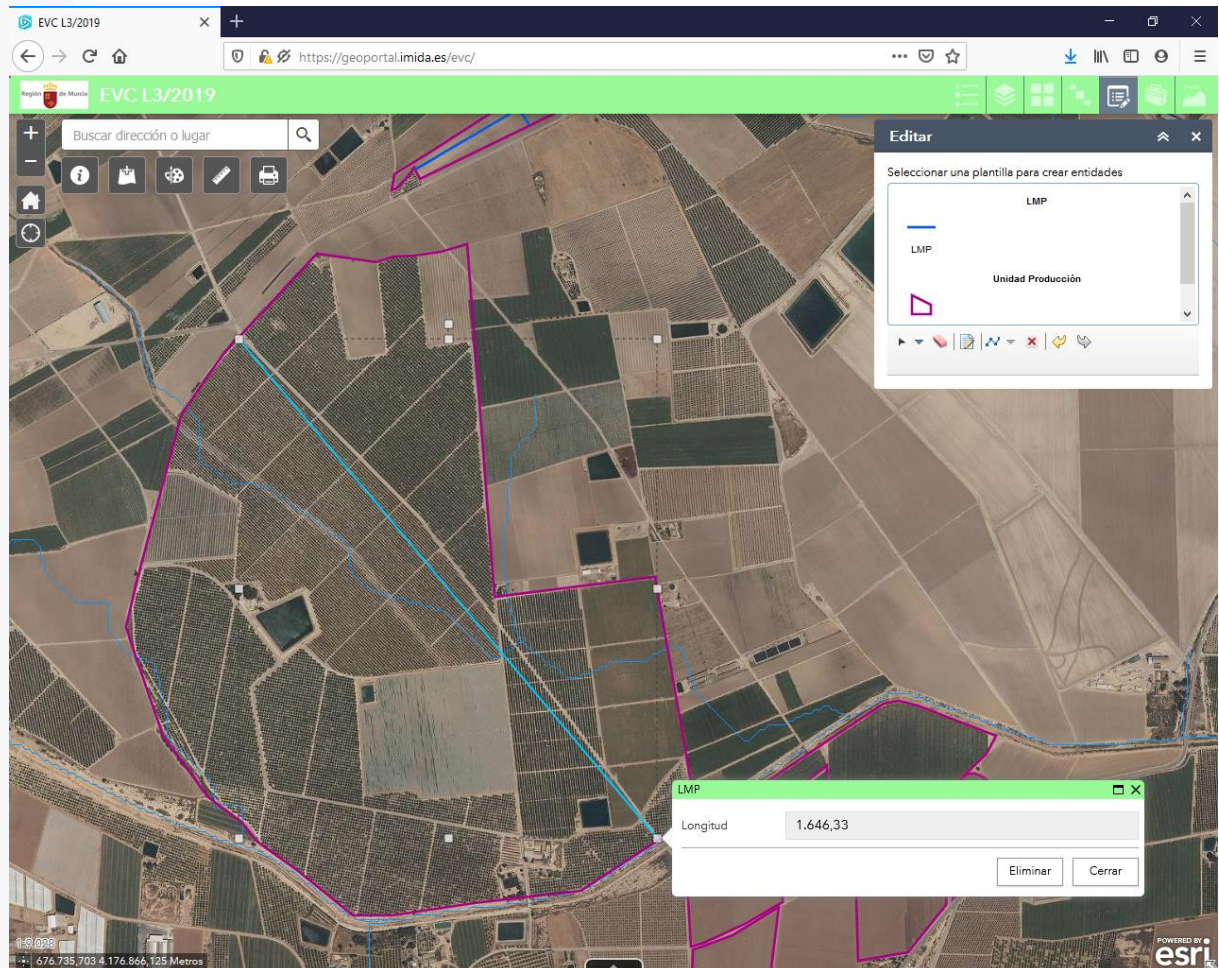 EVC L3/2019
https://geoportal.imida.es/evc/
Región de Murcia
EVC L3/2019
Buscar dirección o lugar
Editar
Seleccionar una plantilla para crear entidades
LMP
LMP
Unidad Producción
LMP
Longitud
1.646,33
Eliminar
Cerrar
1:9.028
676.735,703 4.176.866,125 Metros
POWERED BY
esri